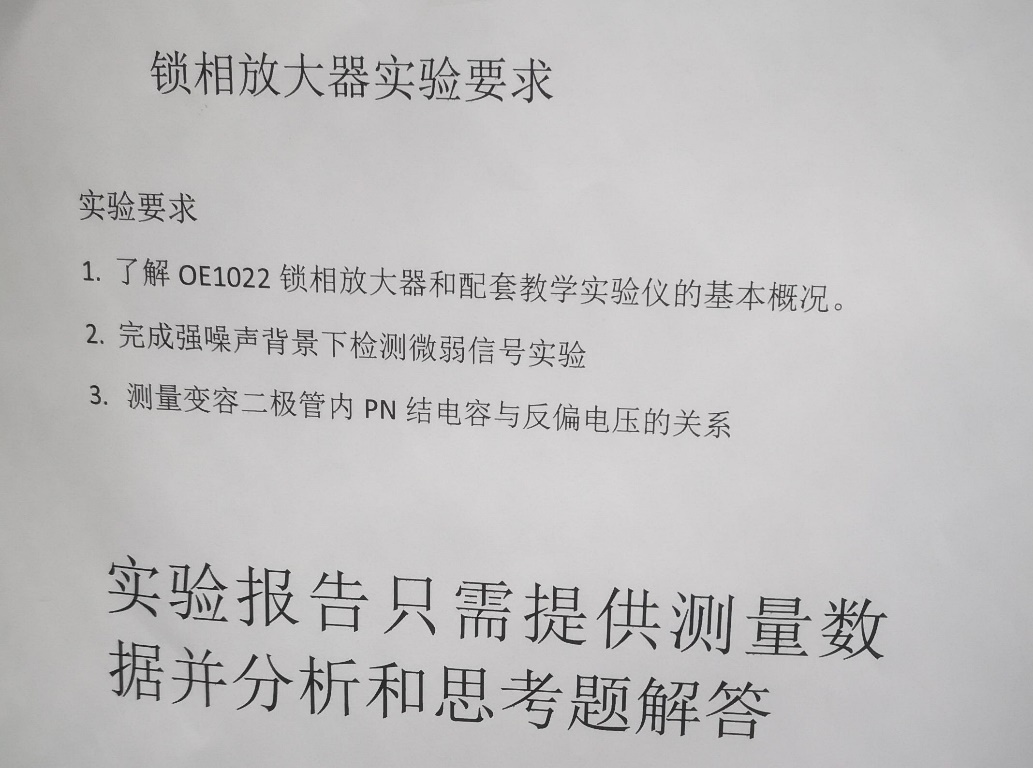 锁相放大器实验要求
实验要求
1. 了解 OE1022 锁相放大器和配套教学实验仪的基本概况。
2. 完成强噪声背景下检测微弱信号实验
3. 测量变容二极管内 PN 结电容与反偏电压的关系
实验报告只需提供测量数
据并分析和思考题解答